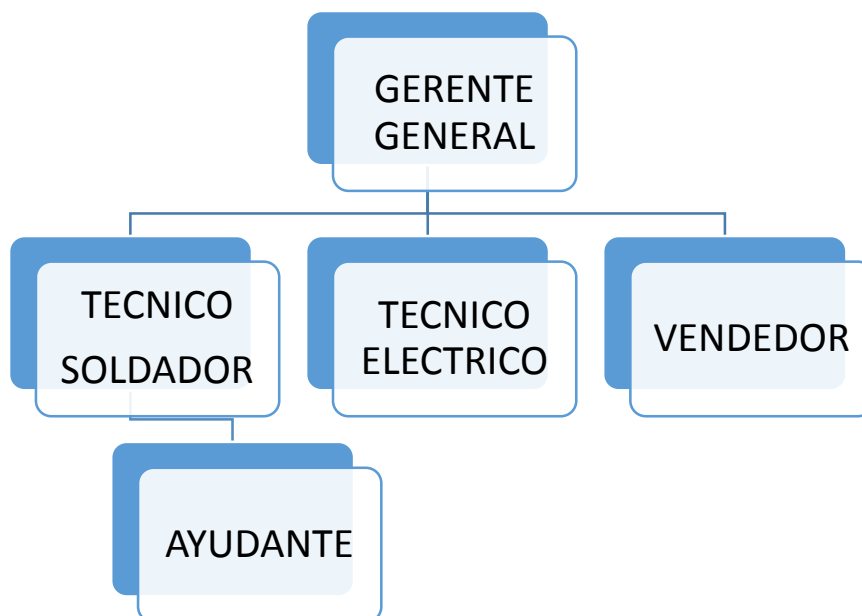 GERENTE
GENERAL
TECNICO
SOLDADOR
TECNICO
ELECTRICO
VENDEDOR
AYUDANTE